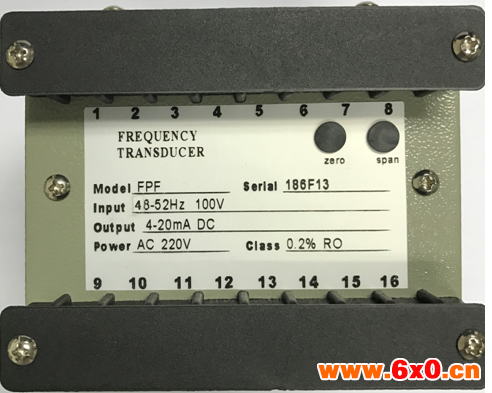 1 2 3 4 5 6 7 8
FREQUENCY
TRANSDUCER
zero span
Model FPF Serial 186F13
Input 48-52Hz 100V
Output 4-20mA DC
Power AC 220V Class 0.2% RO
9 10 11 12 13 14 15 16
www.6x0.cn